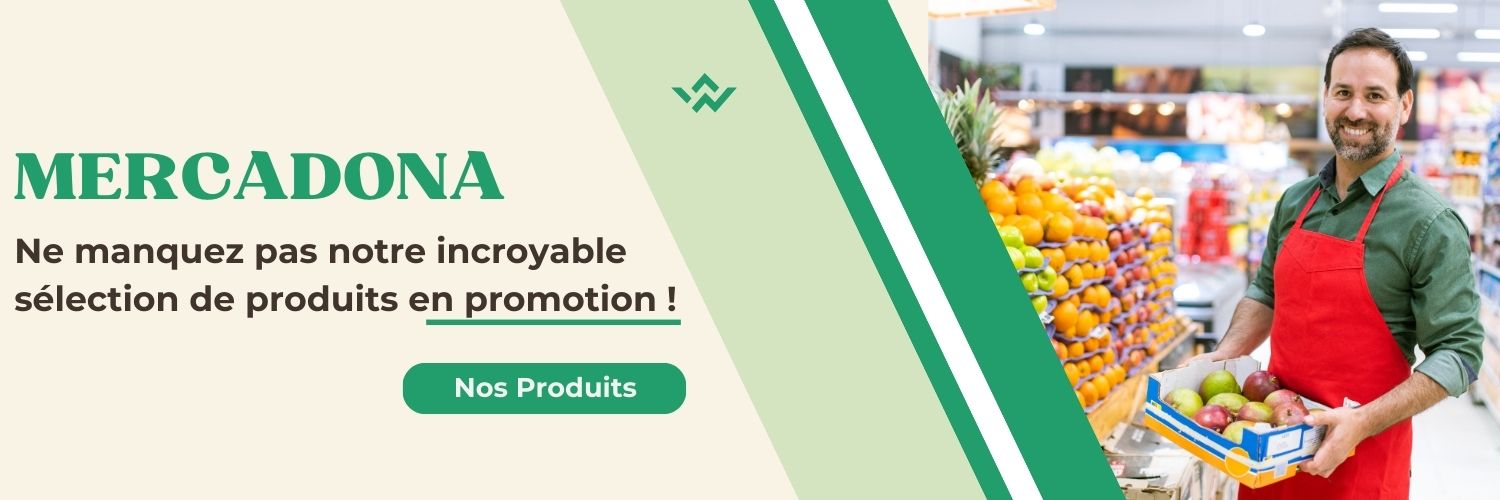 MERCADONA
Ne manquez pas notre incroyable
sélection de produits en promotion !
Nos Produits